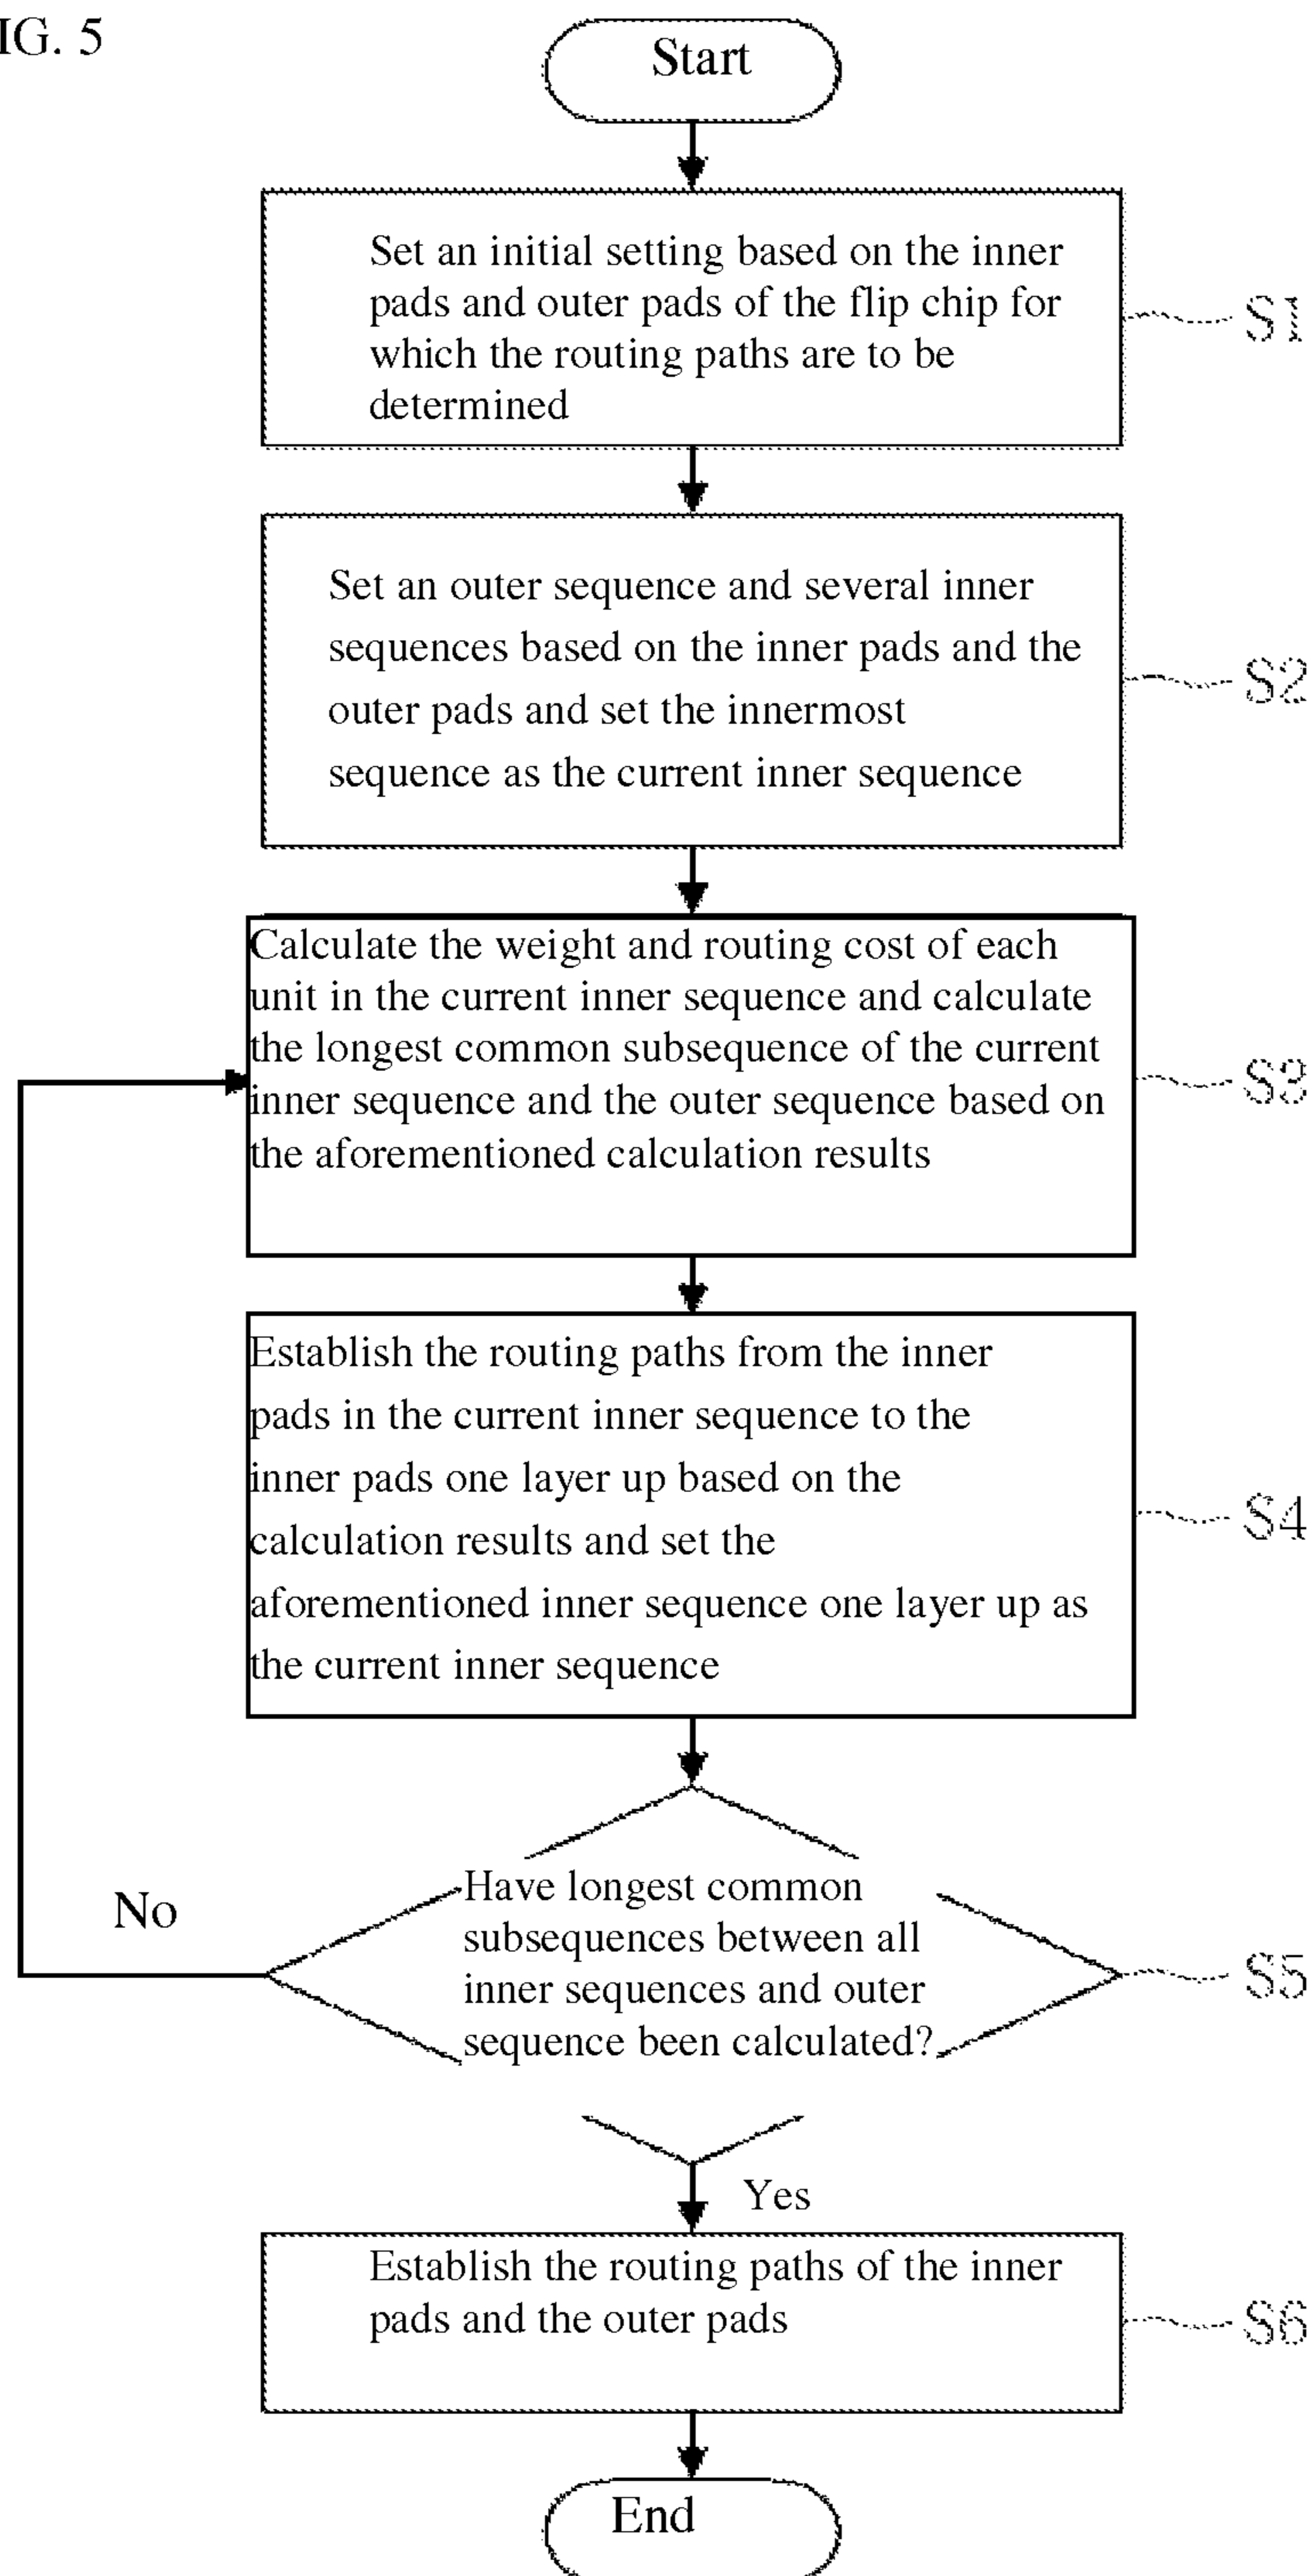 IG. 5
Start
Set an initial setting based on the inner
pads and outer pads of the flip chip for
which the routing paths are to be
determined
S1
Set an outer sequence and several inner
sequences based on the inner pads and the
outer pads and set the innermost
sequence as the current inner sequence
S2
Calculate the weight and routing cost of each
unit in the current inner sequence and calculate
the longest common subsequence of the current
inner sequence and the outer sequence based on
the aforementioned calculation results
S3
Establish the routing paths from the inner
pads in the current inner sequence to the
inner pads one layer up based on the
calculation results and set the
aforementioned inner sequence one layer up as
the current inner sequence
S4
No
Have longest common
subsequences between all
inner sequences and outer
sequence been calculated?
S5
Yes
Establish the routing paths of the inner
pads and the outer pads
S6
End